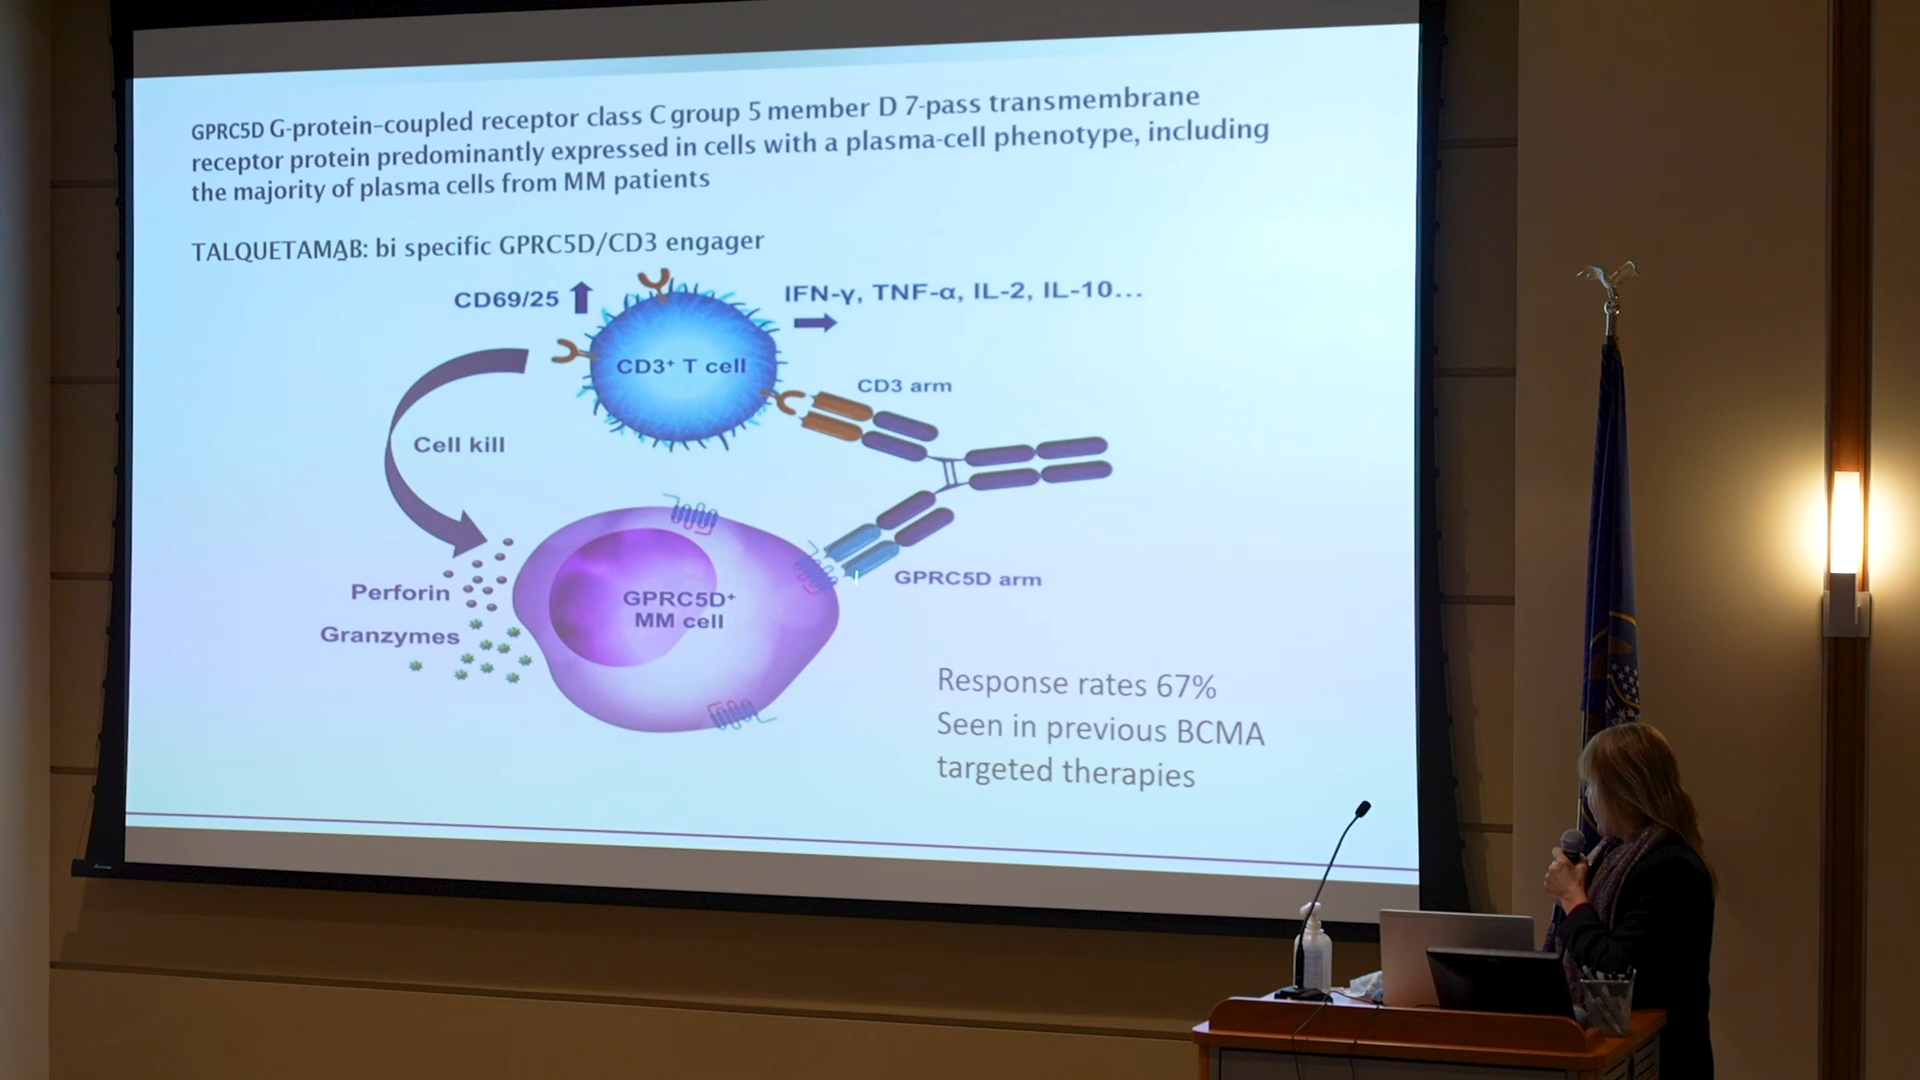 GPRC5D G-protein-coupled receptor class C group 5 member D 7-pass transmembrane
receptor protein predominantly expressed in cells with a plasma-cell phenotype, including
the majority of plasma cells from MM patients
TALQUETAMAB: bi specific GPRC5D/CD3 engager
CD69/25
IFN-γ, TNF-α, IL-2, IL-10...
CD3⁺ T cell
CD3 arm
Cell kill
GPRC5D arm
Perforin
GPRC5D⁺
MM cell
Granzymes
Response rates 67%
Seen in previous BCMA
targeted therapies